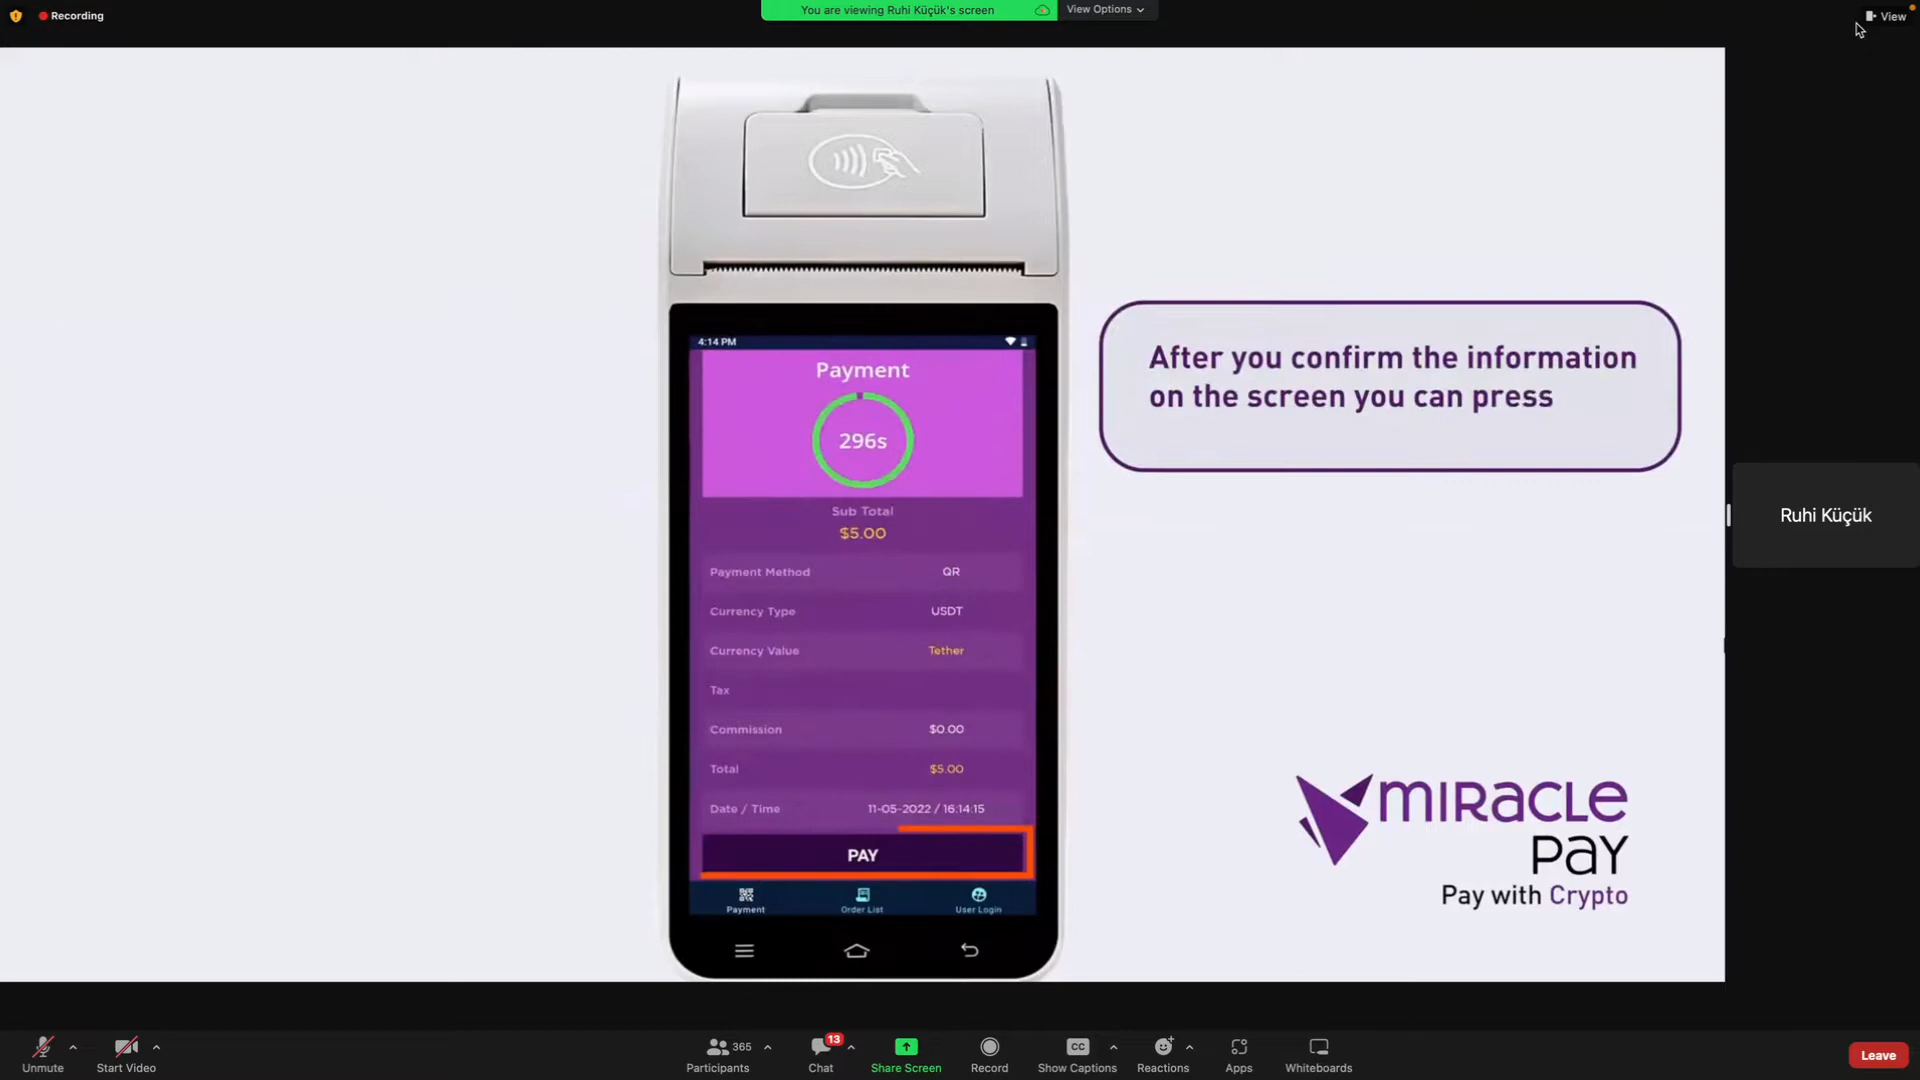 Recording
You are viewing Ruhi Küçük's screen
View Options
View
4:14 PM
Payment
296s
Sub Total
$5.00
Payment Method QR
Currency Type USDT
Currency Value Tether
Tax
Commission $0.00
Total $5.00
Date / Time 11-05-2022 / 16:14:15
PAY
Payment Order List User Login
After you confirm the information
on the screen you can press
MIRACLE
PAY
Pay with Crypto
Ruhi Küçük
Unmute
Start Video
365
Participants
13
Chat
Share Screen
Record
CC
Show Captions
Reactions
Apps
Whiteboards
Leave